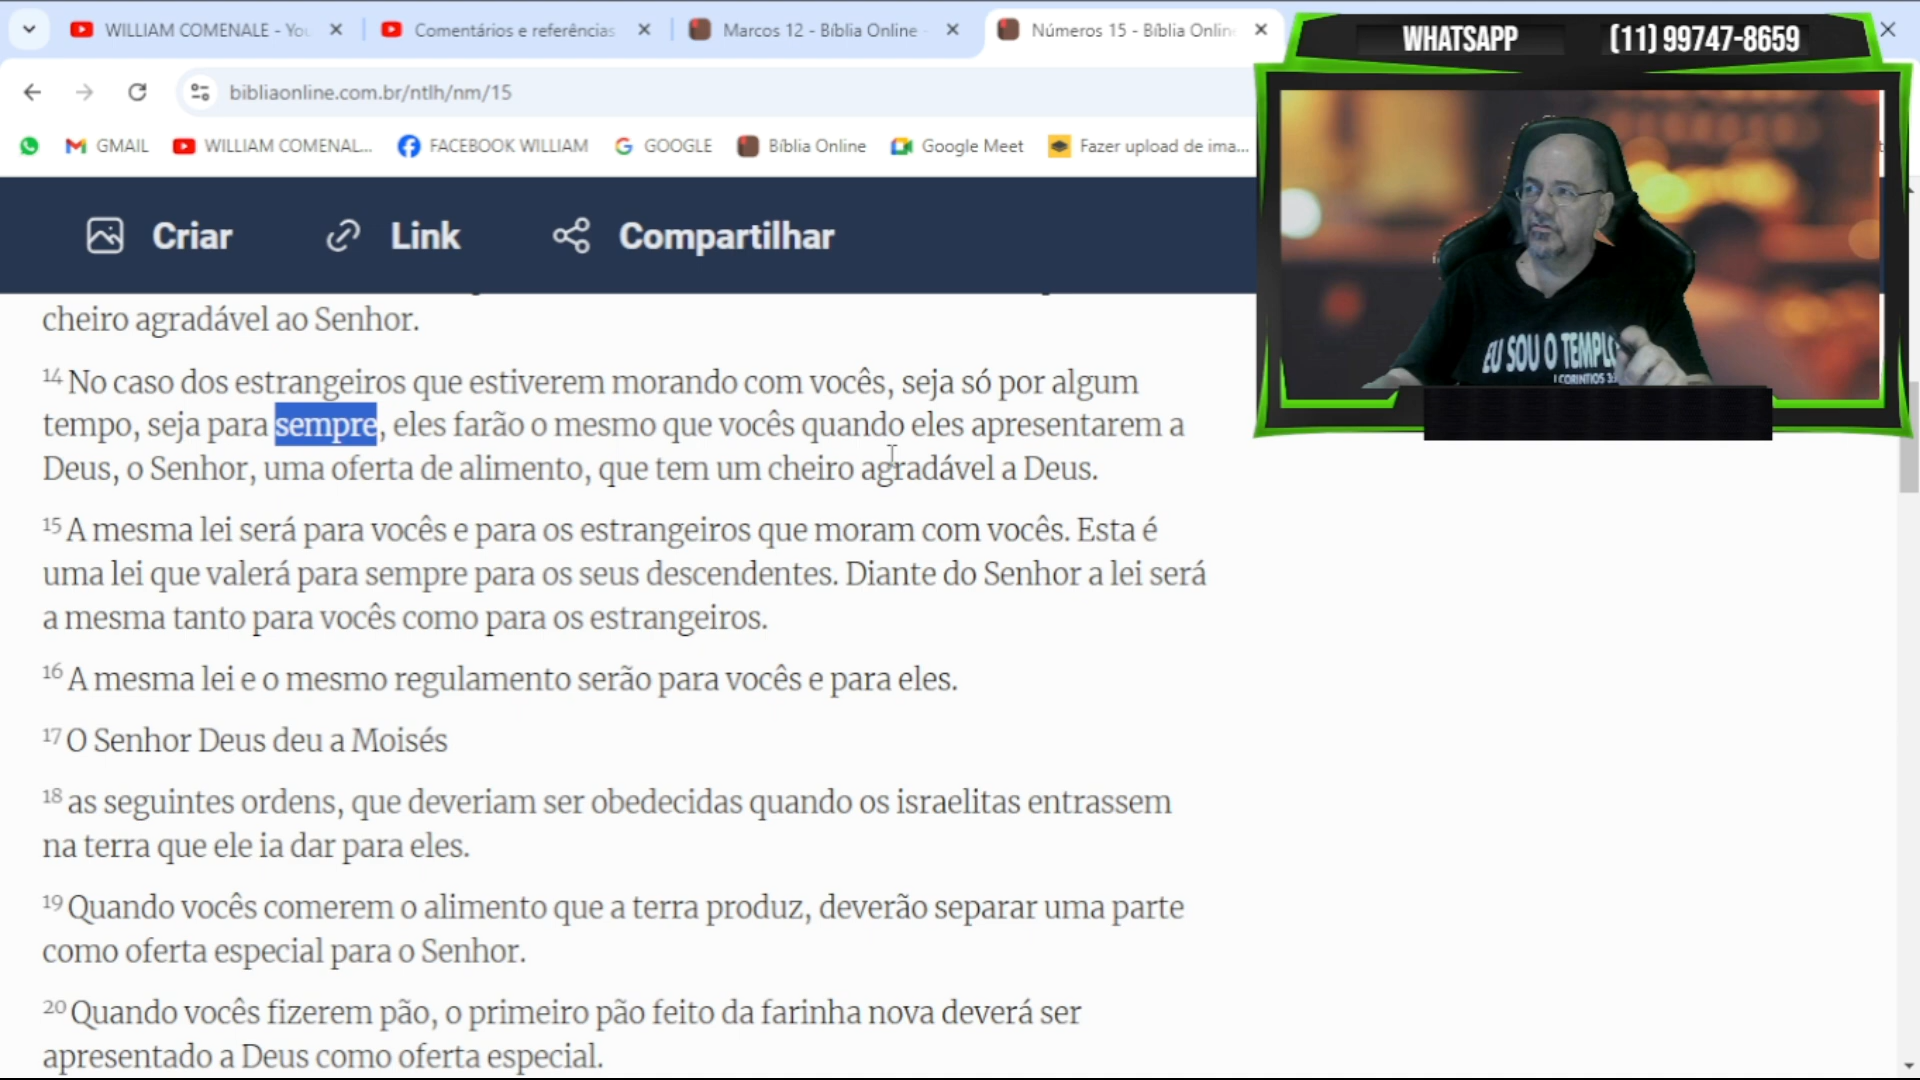 WILLIAM COMENALE - You
Comentários e referências
Marcos 12 - Bíblia Online -
Números 15 - Bíblia Onlin
bibliaonline.com.br/ntlh/nm/15
GMAIL
WILLIAM COMENAL...
FACEBOOK WILLIAM
GOOGLE
Bíblia Online
Google Meet
Fazer upload de ima...
WHATSAPP (11) 99747-8659
EU SOU O TEMPLO
I CORINTIOS 3:
Criar
Link
Compartilhar
cheiro agradável ao Senhor.
14 No caso dos estrangeiros que estiverem morando com vocês, seja só por algum
tempo, seja para sempre, eles farão o mesmo que vocês quando eles apresentarem a
Deus, o Senhor, uma oferta de alimento, que tem um cheiro agradável a Deus.
15 A mesma lei será para vocês e para os estrangeiros que moram com vocês. Esta é
uma lei que valerá para sempre para os seus descendentes. Diante do Senhor a lei será
a mesma tanto para vocês como para os estrangeiros.
16 A mesma lei e o mesmo regulamento serão para vocês e para eles.
17 O Senhor Deus deu a Moisés
18 as seguintes ordens, que deveriam ser obedecidas quando os israelitas entrassem
na terra que ele ia dar para eles.
19 Quando vocês comerem o alimento que a terra produz, deverão separar uma parte
como oferta especial para o Senhor.
20 Quando vocês fizerem pão, o primeiro pão feito da farinha nova deverá ser
apresentado a Deus como oferta especial.